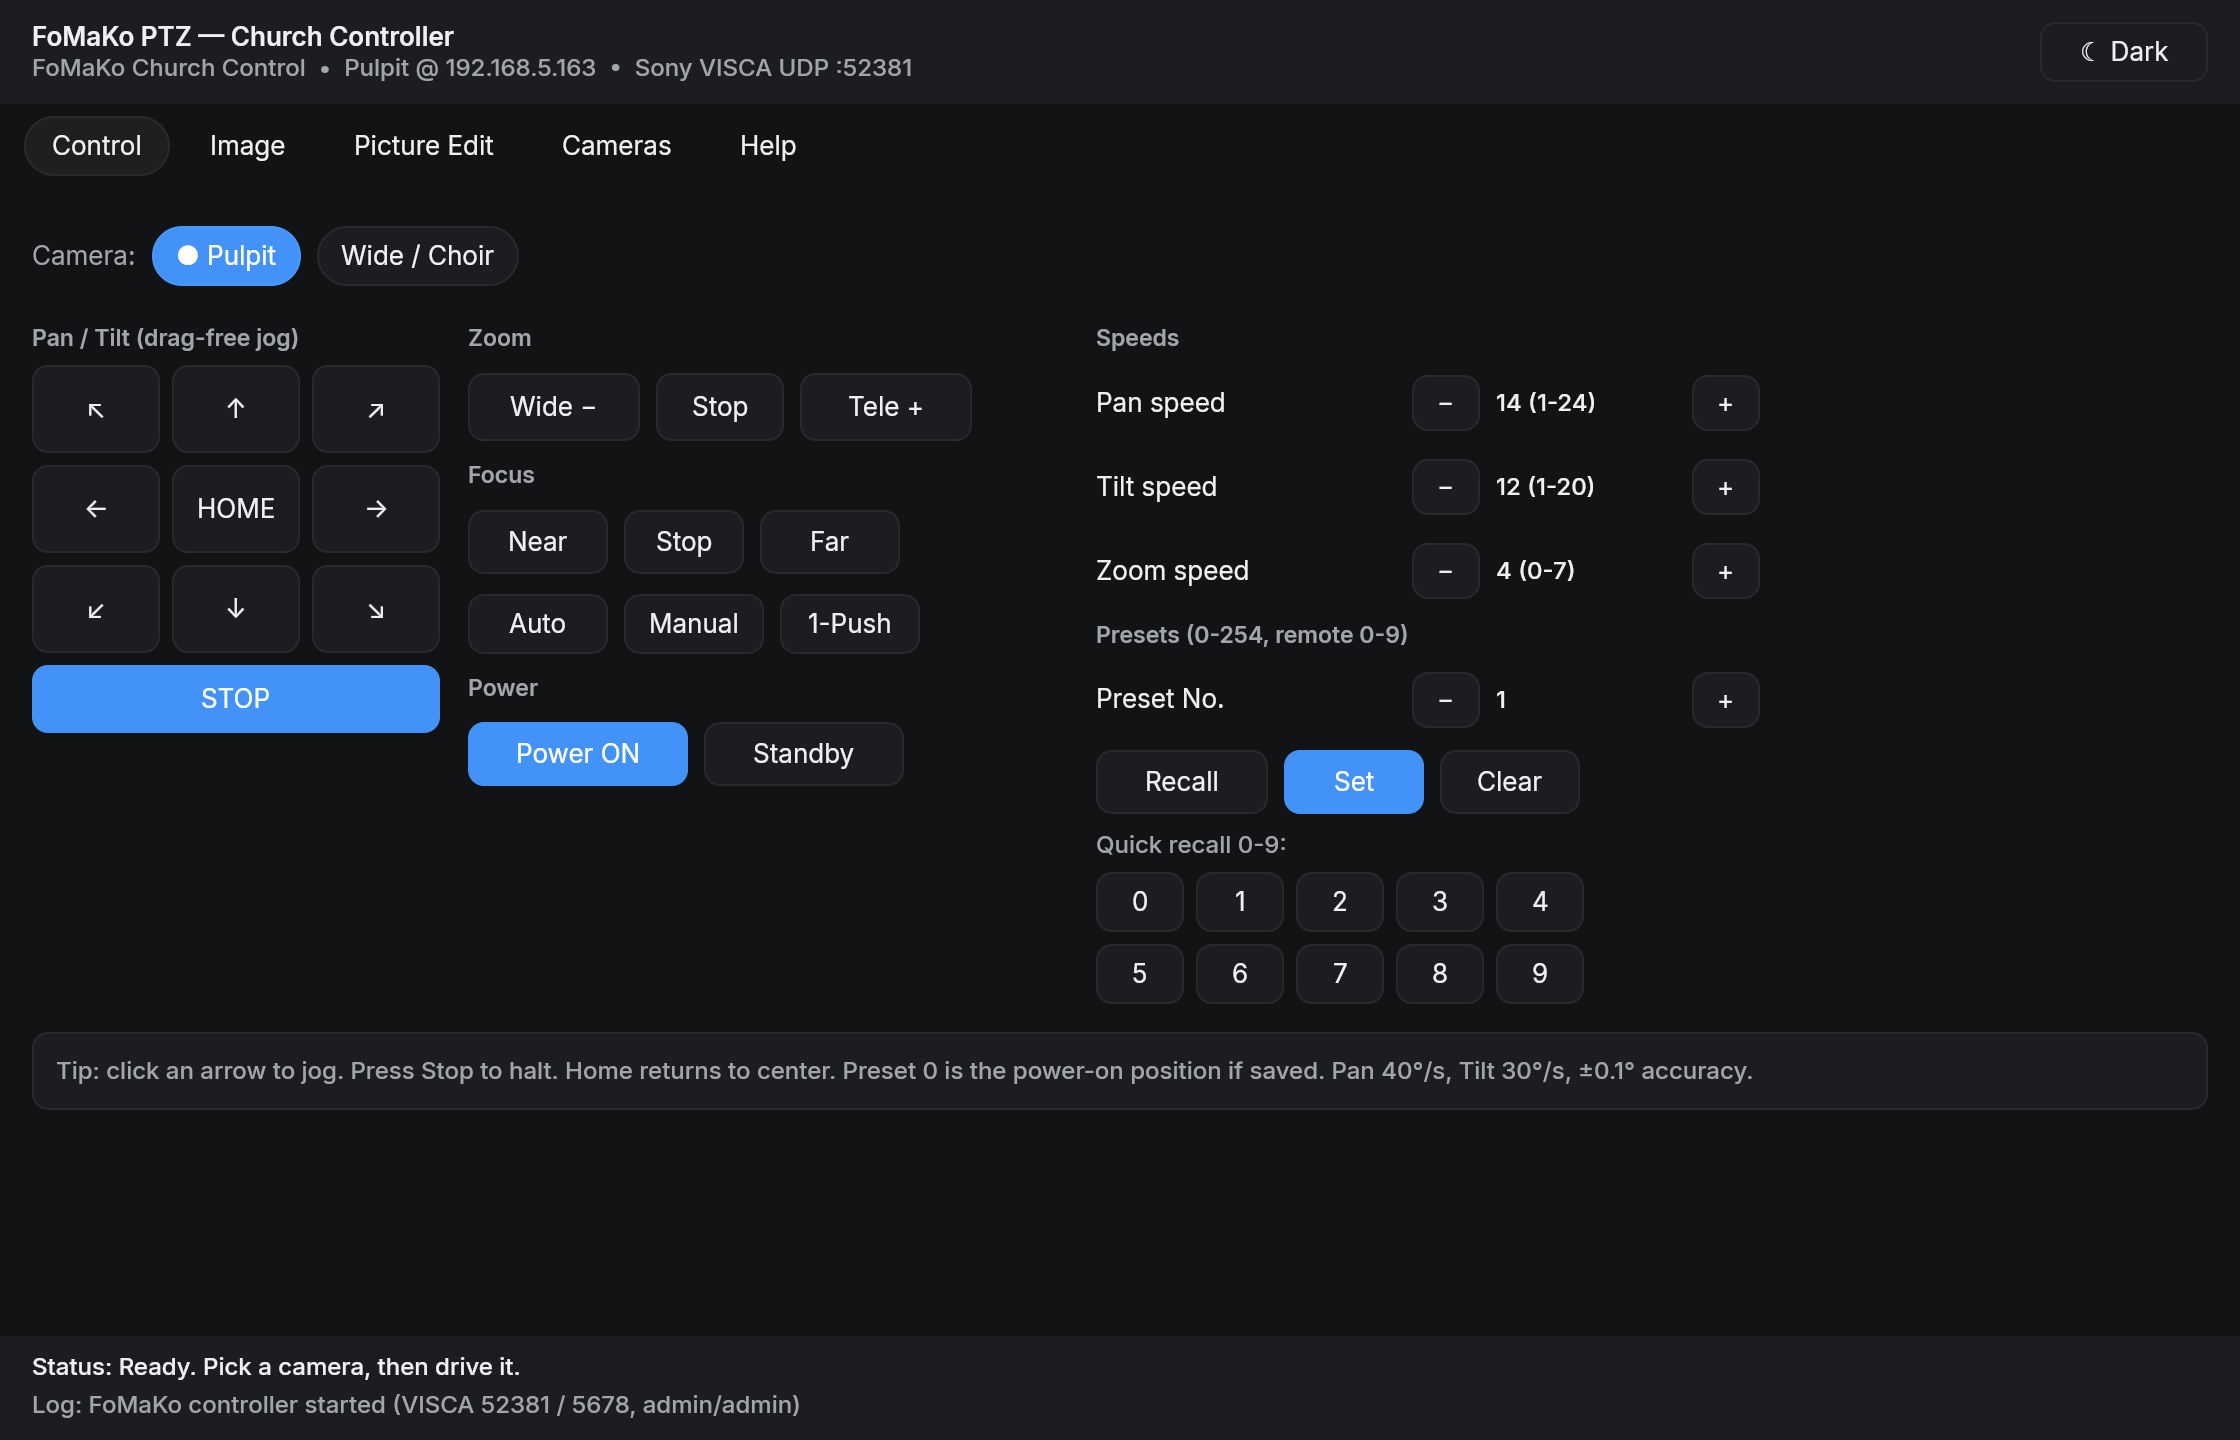 FoMaKo PTZ — Church Controller
FoMaKo Church Control • Pulpit @ 192.168.5.163 • Sony VISCA UDP :52381
☾ Dark
Control Image Picture Edit Cameras Help
Camera: ● Pulpit Wide / Choir
Pan / Tilt (drag-free jog)
↖ ↑ ↗
← HOME →
↙ ↓ ↘
STOP
Zoom
Wide − Stop Tele +
Focus
Near Stop Far
Auto Manual 1-Push
Power
Power ON Standby
Speeds
Pan speed − 14 (1-24) +
Tilt speed − 12 (1-20) +
Zoom speed − 4 (0-7) +
Presets (0-254, remote 0-9)
Preset No. − 1 +
Recall Set Clear
Quick recall 0-9:
0 1 2 3 4
5 6 7 8 9
Tip: click an arrow to jog. Press Stop to halt. Home returns to center. Preset 0 is the power-on position if saved. Pan 40°/s, Tilt 30°/s, ±0.1° accuracy.
Status: Ready. Pick a camera, then drive it.
Log: FoMaKo controller started (VISCA 52381 / 5678, admin/admin)